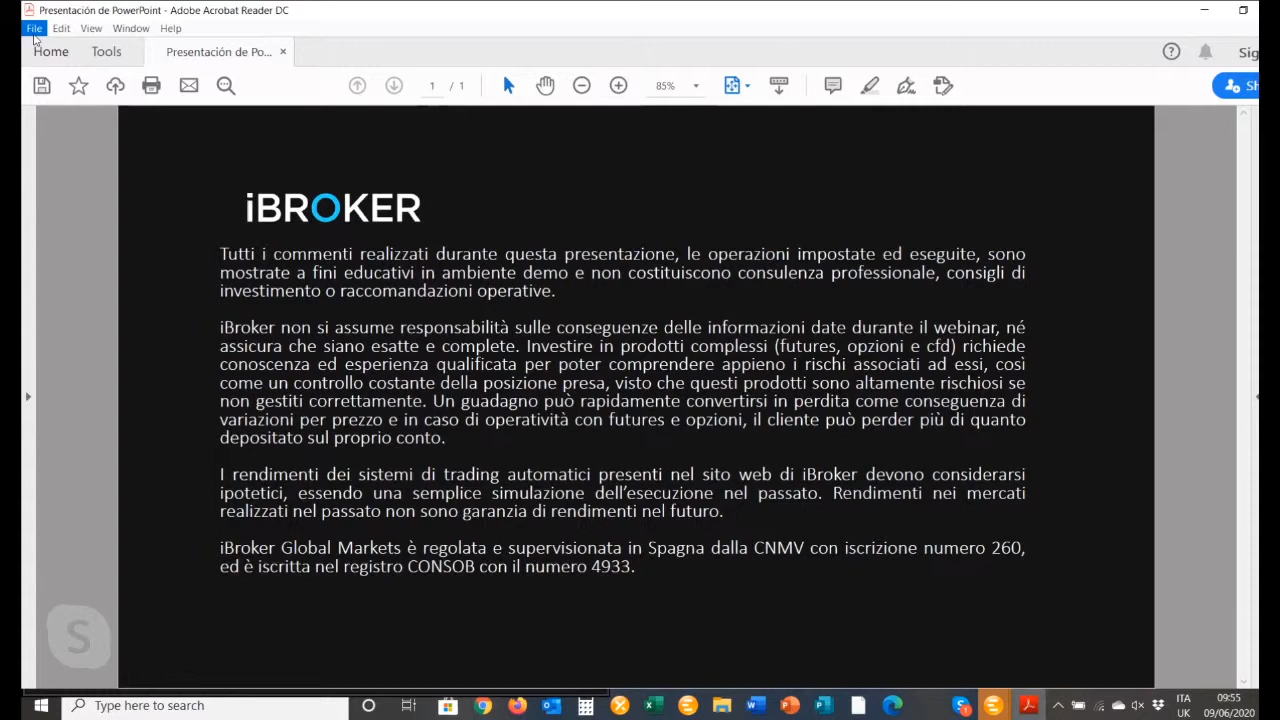 Presentación de PowerPoint - Adobe Acrobat Reader DC
File Edit View Window Help
Home Tools Presentación de Po... ×
1 / 1 85%
iBROKER
Tutti i commenti realizzati durante questa presentazione, le operazioni impostate ed eseguite, sono
mostrate a fini educativi in ambiente demo e non costituiscono consulenza professionale, consigli di
investimento o raccomandazioni operative.
iBroker non si assume responsabilità sulle conseguenze delle informazioni date durante il webinar, né
assicura che siano esatte e complete. Investire in prodotti complessi (futures, opzioni e cfd) richiede
conoscenza ed esperienza qualificata per poter comprendere appieno i rischi associati ad essi, così
come un controllo costante della posizione presa, visto che questi prodotti sono altamente rischiosi se
non gestiti correttamente. Un guadagno può rapidamente convertirsi in perdita come conseguenza di
variazioni per prezzo e in caso di operatività con futures e opzioni, il cliente può perder più di quanto
depositato sul proprio conto.
I rendimenti dei sistemi di trading automatici presenti nel sito web di iBroker devono considerarsi
ipotetici, essendo una semplice simulazione dell'esecuzione nel passato. Rendimenti nei mercati
realizzati nel passato non sono garanzia di rendimenti nel futuro.
iBroker Global Markets è regolata e supervisionata in Spagna dalla CNMV con iscrizione numero 260,
ed è iscritta nel registro CONSOB con il numero 4933.
Type here to search
ITA 09:55
UK 09/06/2020